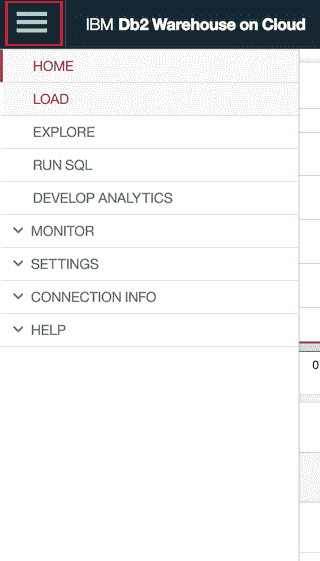 IBM Db2 Warehouse on Cloud
HOME
LOAD
EXPLORE
RUN SQL
DEVELOP ANALYTICS
MONITOR
SETTINGS
CONNECTION INFO
HELP
0